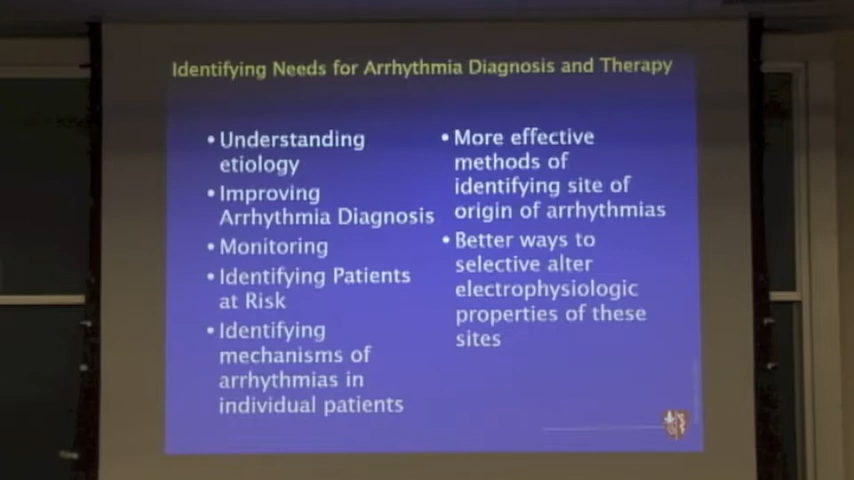 Identifying Needs for Arrhythmia Diagnosis and Therapy
• Understanding
etiology
• Improving
Arrhythmia Diagnosis
• Monitoring
• Identifying Patients
at Risk
• Identifying
mechanisms of
arrhythmias in
individual patients
• More effective
methods of
identifying site of
origin of arrhythmias
• Better ways to
selective alter
electrophysiologic
properties of these
sites